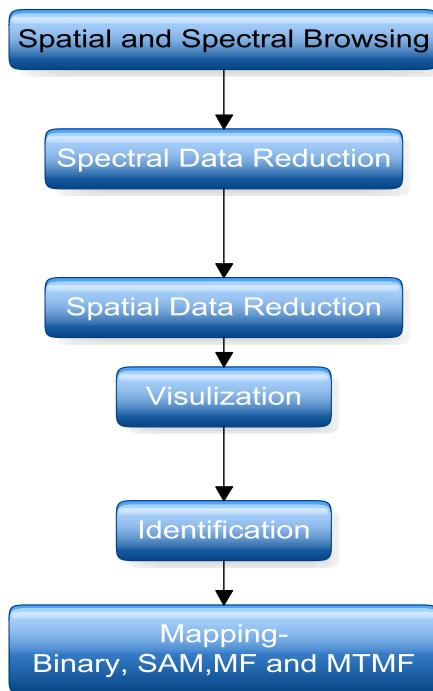 Spatial and Spectral Browsing
Spectral Data Reduction
Spatial Data Reduction
Visulization
Identification
Mapping-
Binary, SAM,MF and MTMF